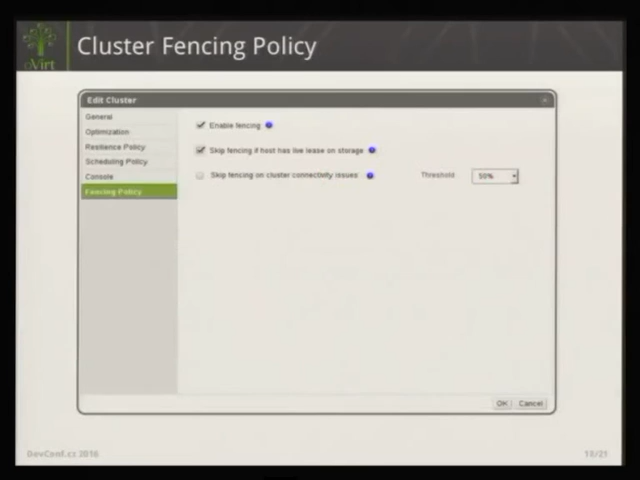 oVirt
Cluster Fencing Policy
Edit Cluster
General
Optimization
Resilience Policy
Scheduling Policy
Console
Fencing Policy
Enable fencing
Skip fencing if host has live lease on storage
Skip fencing on cluster connectivity issues
Threshold
50%
OK
Cancel
DevConf.cz 2016